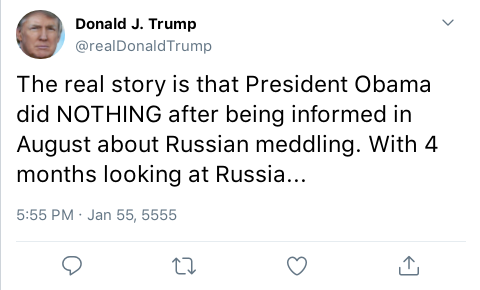 Donald J. Trump
@realDonaldTrump
The real story is that President Obama
did NOTHING after being informed in
August about Russian meddling. With 4
months looking at Russia...
5:55 PM · Jan 55, 5555